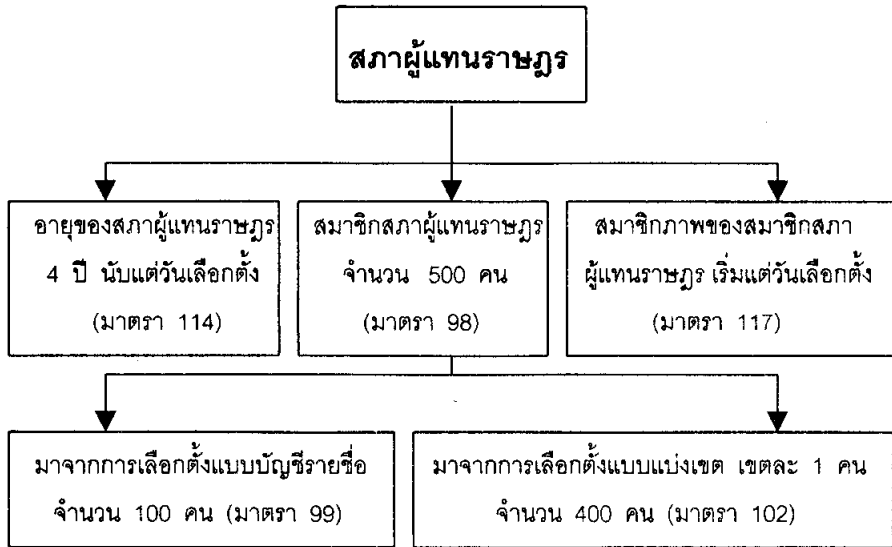 สภาผู้แทนราษฎร
อายุของสภาผู้แทนราษฎร
4 ปี นับแต่วันเลือกตั้ง
(มาตรา 114)
สมาชิกสภาผู้แทนราษฎร
จำนวน 500 คน
(มาตรา 98)
สมาชิกภาพของสมาชิกสภา
ผู้แทนราษฎร เริ่มแต่วันเลือกตั้ง
(มาตรา 117)
มาจากการเลือกตั้งแบบบัญชีรายชื่อ
จำนวน 100 คน (มาตรา 99)
มาจากการเลือกตั้งแบบแบ่งเขต เขตละ 1 คน
จำนวน 400 คน (มาตรา 102)